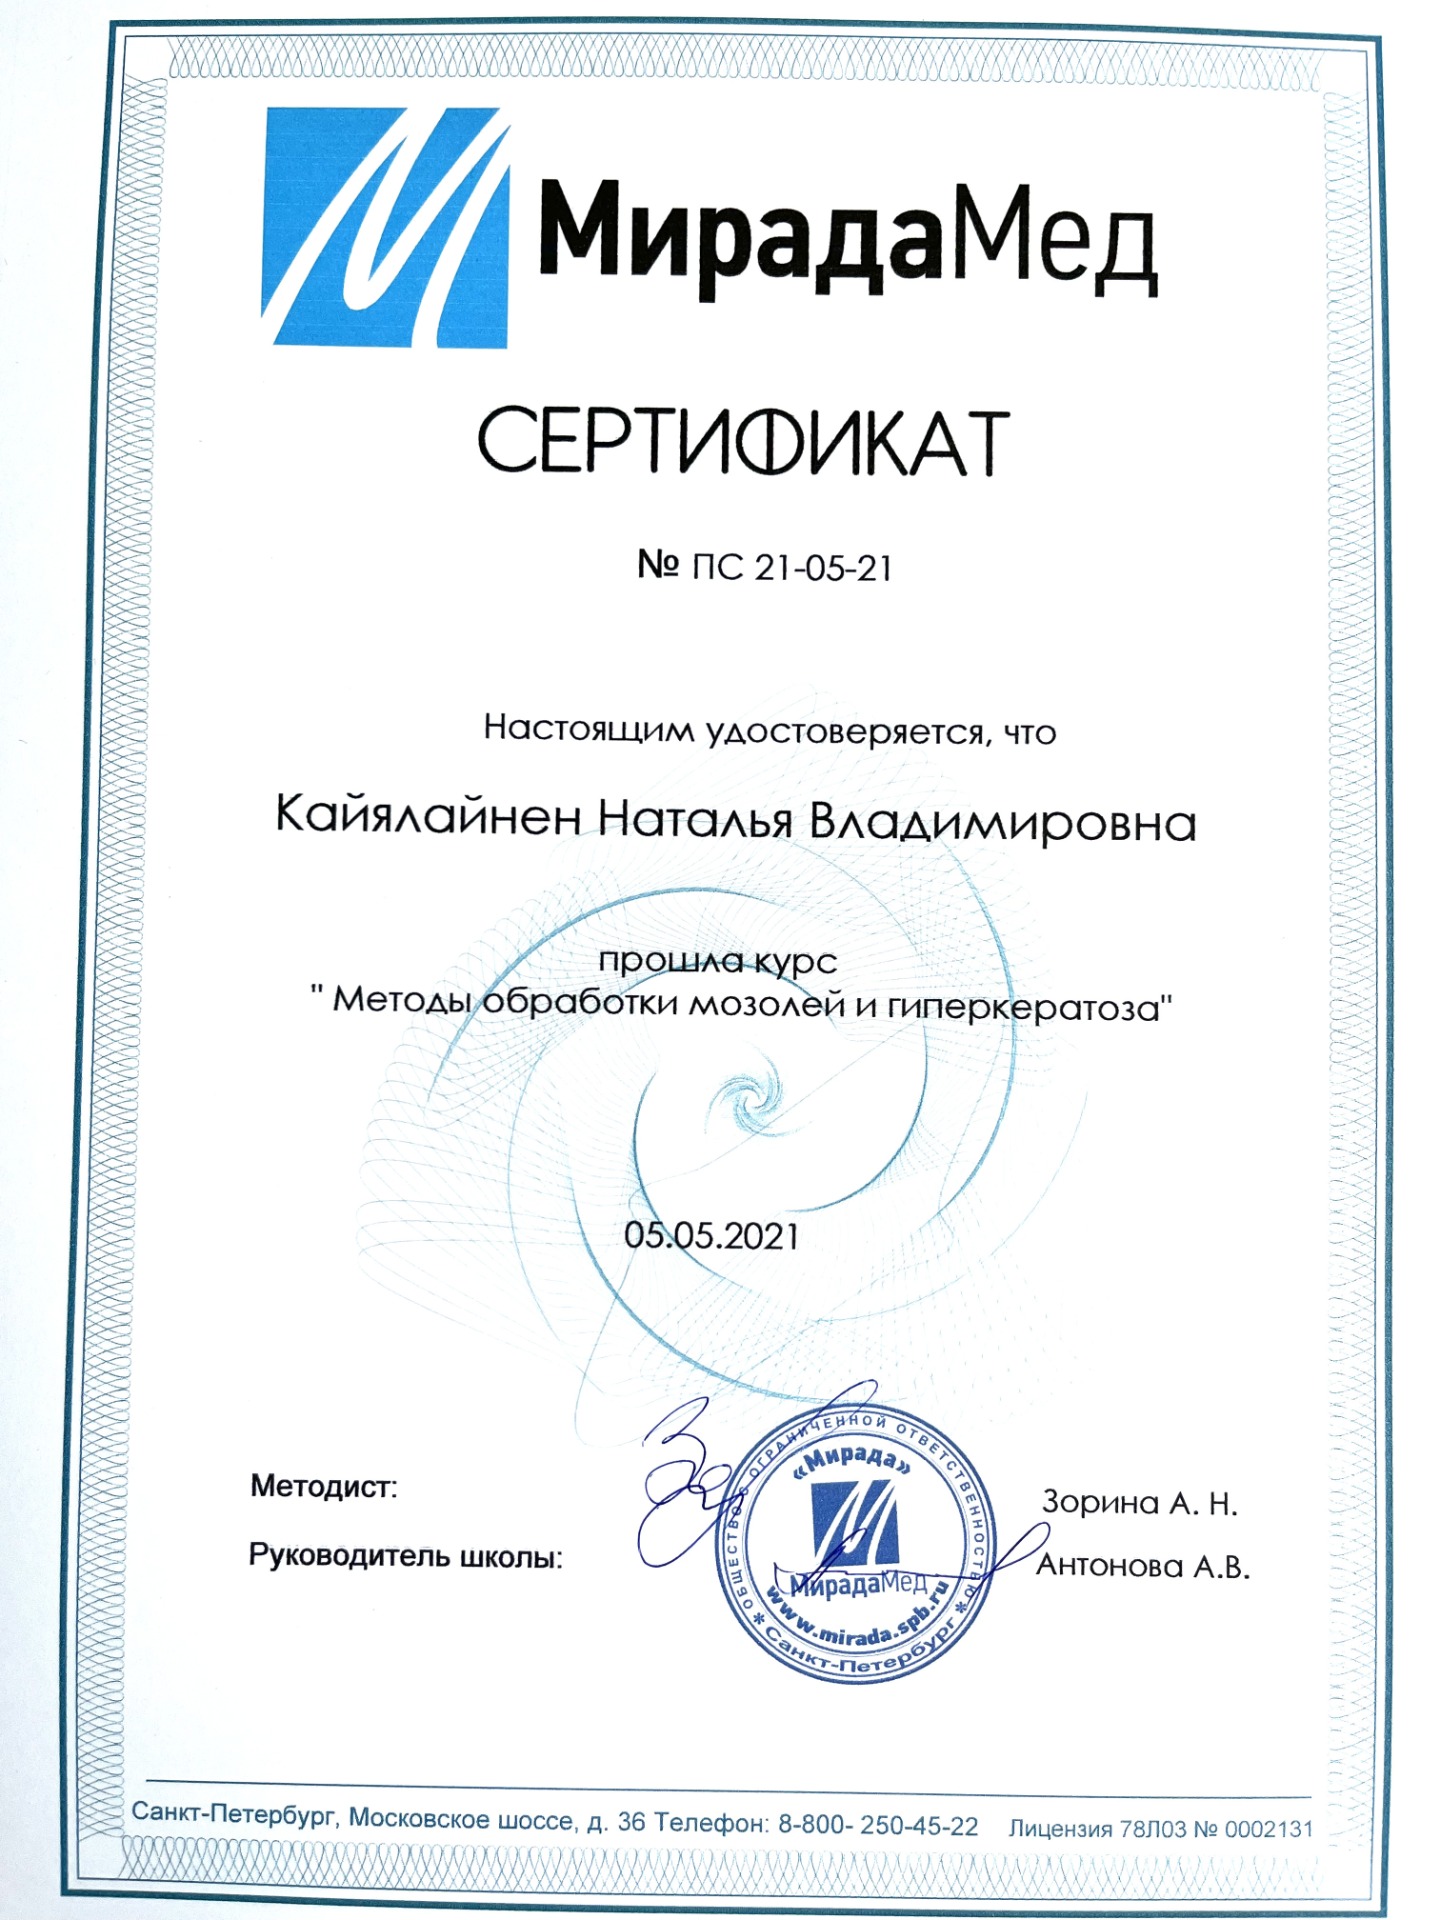 МирадаМед
СЕРТИФИКАТ
№ ПС 21-05-21
Настоящим удостоверяется, что
Кайялайнен Наталья Владимировна
прошла курс
" Методы обработки мозолей и гиперкератоза"
05.05.2021
Методист:
Зорина А. Н.
Руководитель школы:
Антонова А.В.
ОБЩЕСТВО С ОГРАНИЧЕННОЙ ОТВЕТСТВЕННОСТЬЮ
«Мирада»
МирадаМед
www.mirada.spb.ru
* Санкт-Петербург *
Санкт-Петербург, Московское шоссе, д. 36 Телефон: 8-800- 250-45-22 Лицензия 78Л03 № 0002131